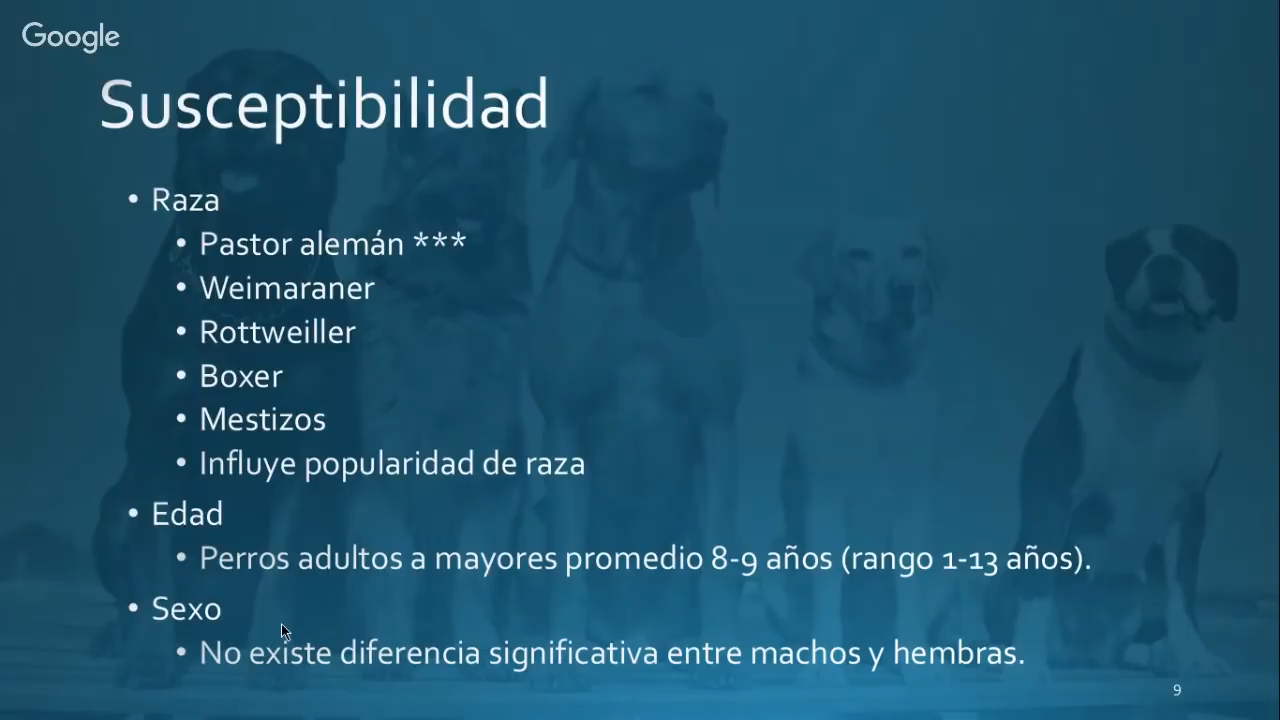 Google
Susceptibilidad
• Raza
• Pastor alemán ***
• Weimaraner
• Rottweiller
• Boxer
• Mestizos
• Influye popularidad de raza
• Edad
• Perros adultos a mayores promedio 8-9 años (rango 1-13 años).
• Sexo
• No existe diferencia significativa entre machos y hembras.
9